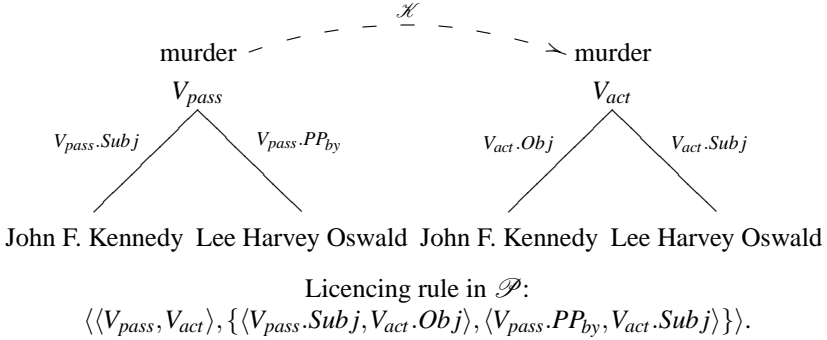 𝒦
murder murder
V_pass V_act
V_pass.Subj V_pass.PP_by V_act.Obj V_act.Subj
John F. Kennedy Lee Harvey Oswald John F. Kennedy Lee Harvey Oswald
Licencing rule in 𝒫:
⟨⟨V_pass, V_act⟩, {⟨V_pass.Subj, V_act.Obj⟩, ⟨V_pass.PP_by, V_act.Subj⟩}⟩.